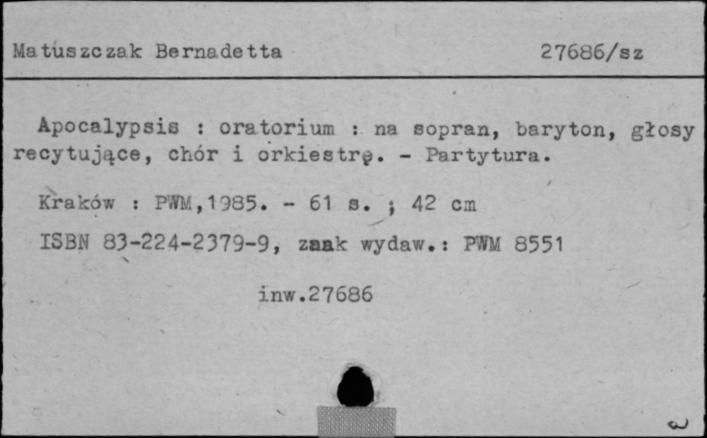 Matuszczak Bernadetta 27686/sz
Apocalypsis : oratorium : na sopran, baryton, głosy
recytujące, chór i orkiestrę. - Partytura.
Kraków : PWM,1985. - 61 s. ; 42 cm
ISBN 83-224-2379-9, znak wydaw.: PWM 8551
inw.27686